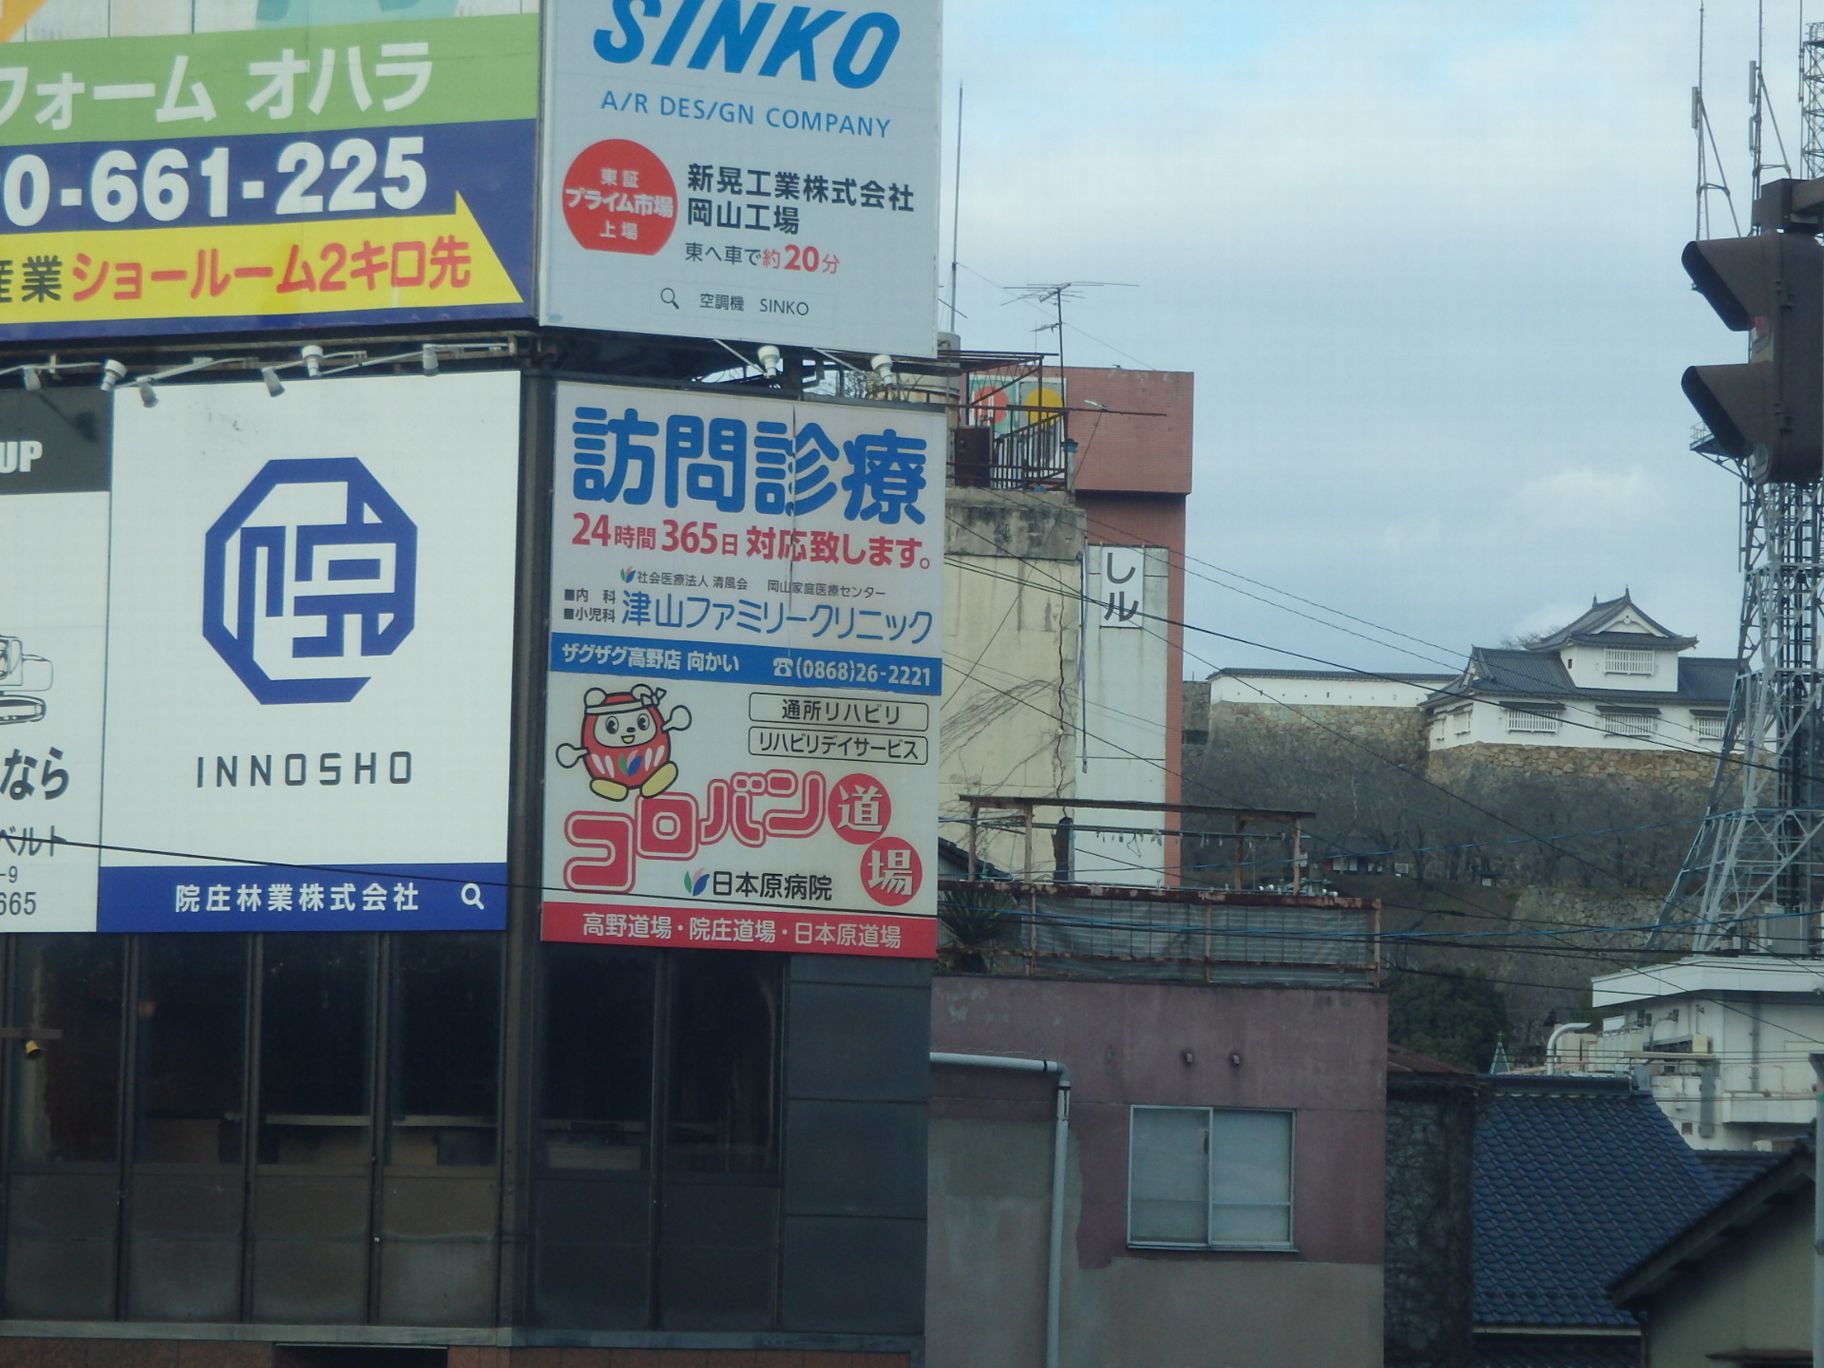 フォーム オハラ
0-661-225
産業 ショールーム2キロ先
SINKO
A/R DES/GN COMPANY
東証
プライム市場
上場
新晃工業株式会社
岡山工場
東へ車で約20分
空調機 SINKO
UP
なら
ベルト
-9
665
INNOSHO
院庄林業株式会社
訪問診療
24時間 365日 対応致します。
社会医療法人 清風会 岡山家庭医療センター
■内 科
■小児科
津山ファミリークリニック
ザグザグ高野店 向かい ☎(0868)26-2221
通所リハビリ
リハビリデイサービス
コロバン道場
日本原病院
高野道場・院庄道場・日本原道場
しル